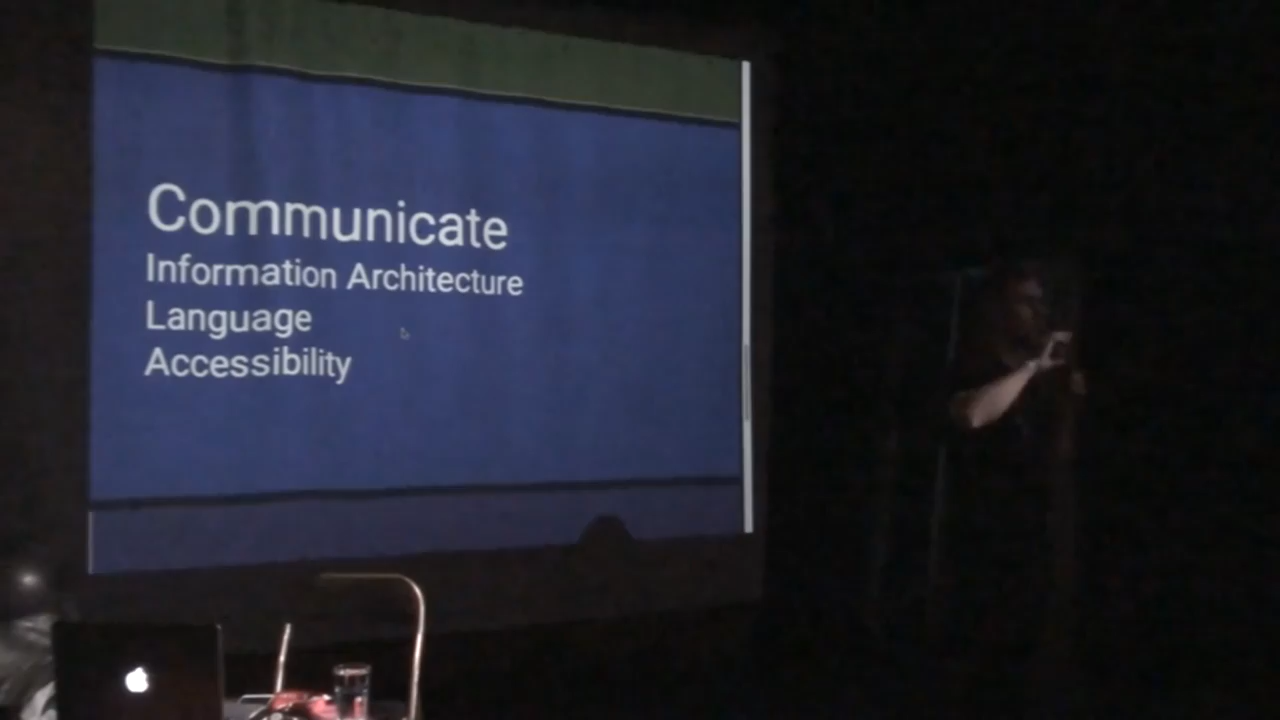 Communicate
Information Architecture
Language
Accessibility